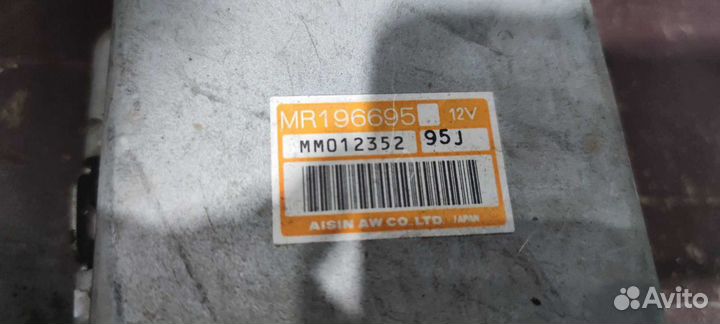 MR196695 12V
MM012352 95J
AISIN AW CO.,LTD. JAPAN
Avito